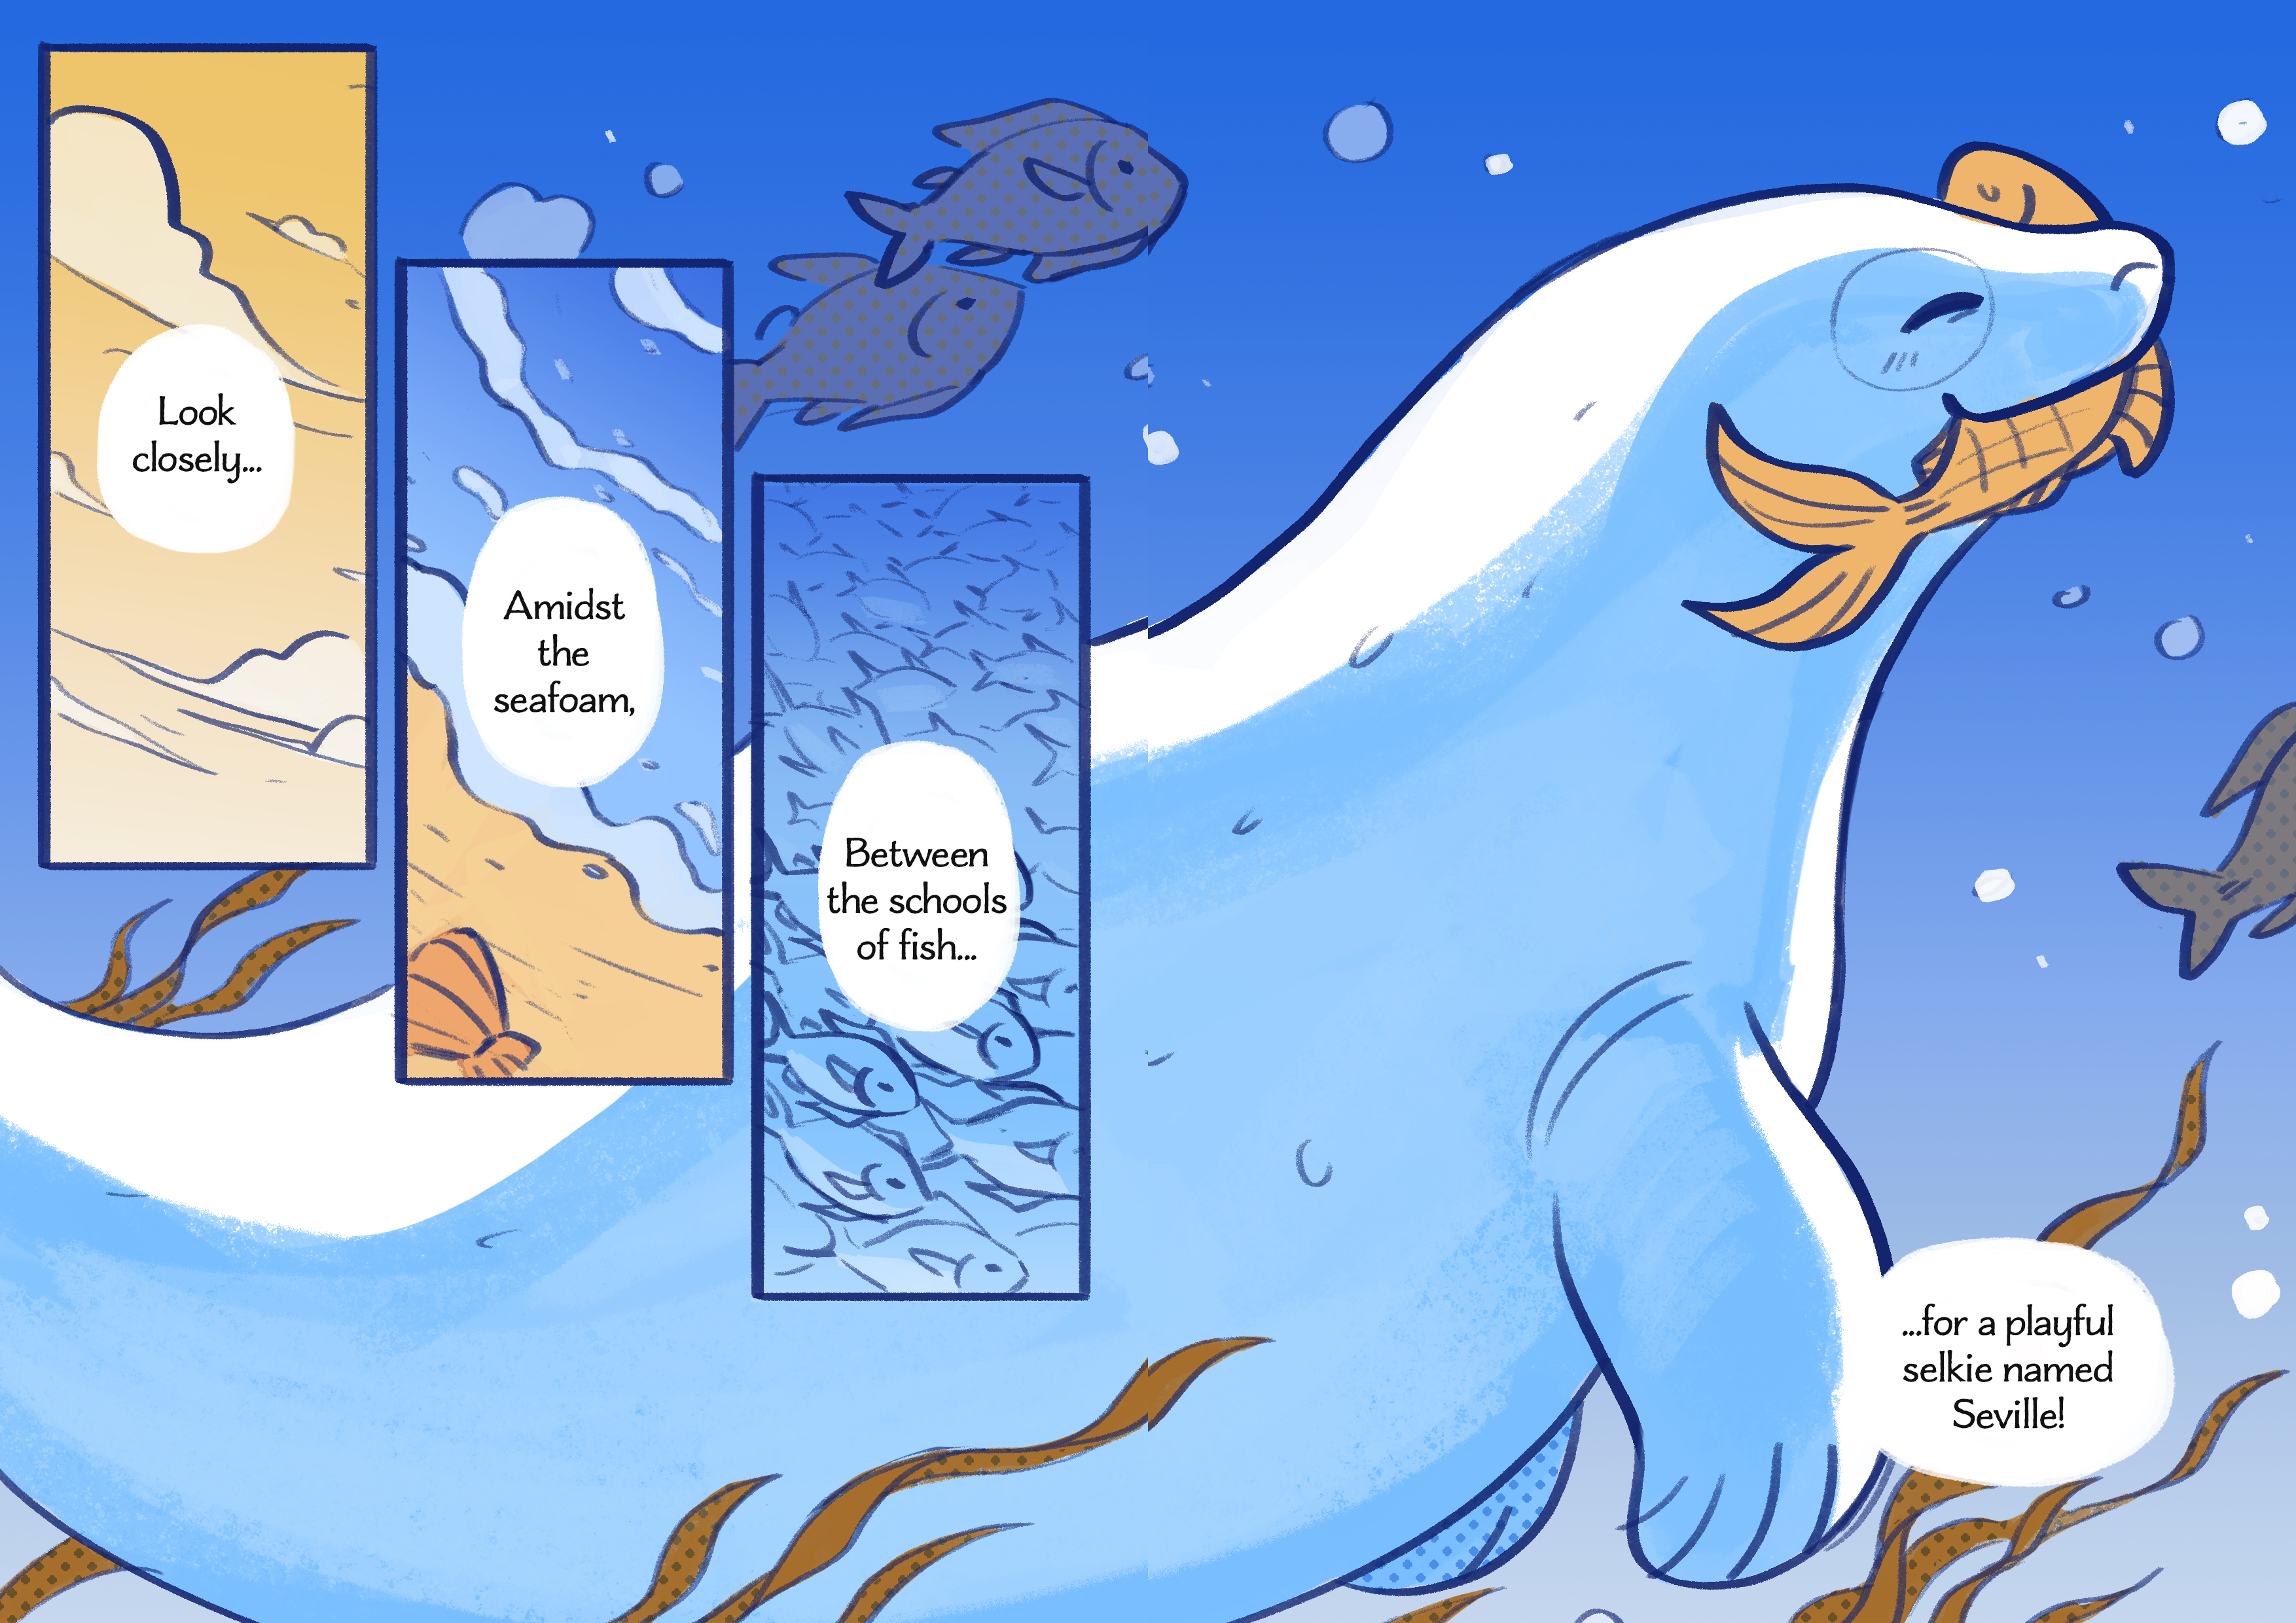 Look
closely...
Amidst
the
seafoam,
Between
the schools
of fish...
...for a playful
selkie named
Seville!